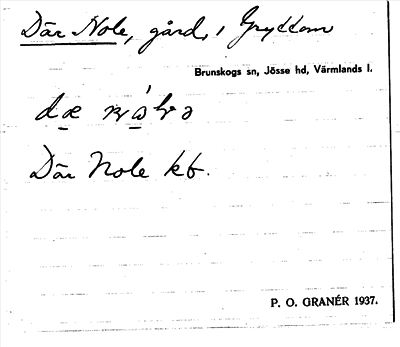 Där Nole, gård, i Gryttom
Brunskogs sn, Jösse hd, Värmlands l.
Där Nole kb.
P. O. GRANÉR 1937.